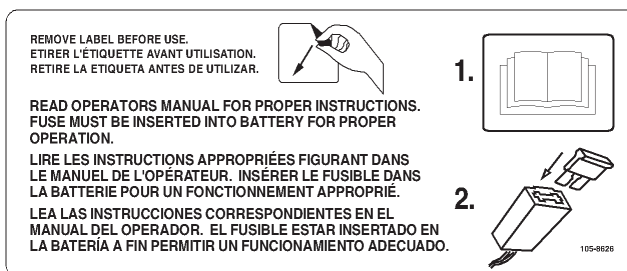 REMOVE LABEL BEFORE USE.
ETIRER L'ÉTIQUETTE AVANT UTILISATION.
RETIRE LA ETIQUETA ANTES DE UTILIZAR.
READ OPERATORS MANUAL FOR PROPER INSTRUCTIONS.
FUSE MUST BE INSERTED INTO BATTERY FOR PROPER
OPERATION.
LIRE LES INSTRUCTIONS APPROPRIÉES FIGURANT DANS
LE MANUEL DE L'OPÉRATEUR. INSÉRER LE FUSIBLE DANS
LA BATTERIE POUR UN FONCTIONNEMENT APPROPRIÉ.
LEA LAS INSTRUCCIONES CORRESPONDIENTES EN EL
MANUAL DEL OPERADOR. EL FUSIBLE ESTAR INSERTADO EN
LA BATERÍA A FIN PERMITIR UN FUNCIONAMIENTO ADECUADO.
1.
2.
105-8626